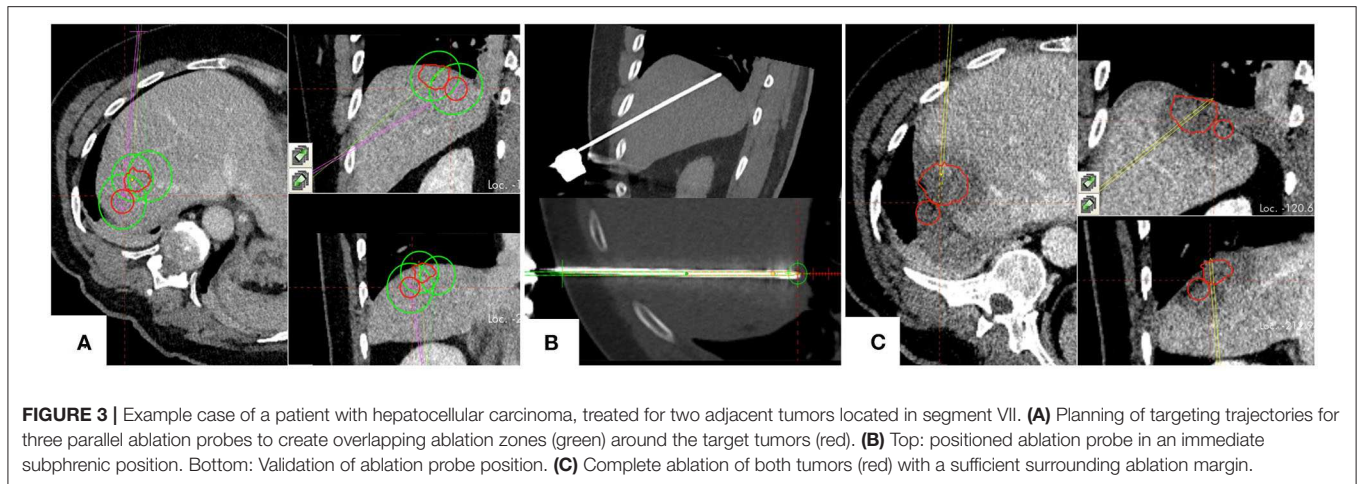 Loc. -1
Loc. -120.6
A
B
C
FIGURE 3 | Example case of a patient with hepatocellular carcinoma, treated for two adjacent tumors located in segment VII. (A) Planning of targeting trajectories for
three parallel ablation probes to create overlapping ablation zones (green) around the target tumors (red). (B) Top: positioned ablation probe in an immediate
subphrenic position. Bottom: Validation of ablation probe position. (C) Complete ablation of both tumors (red) with a sufficient surrounding ablation margin.